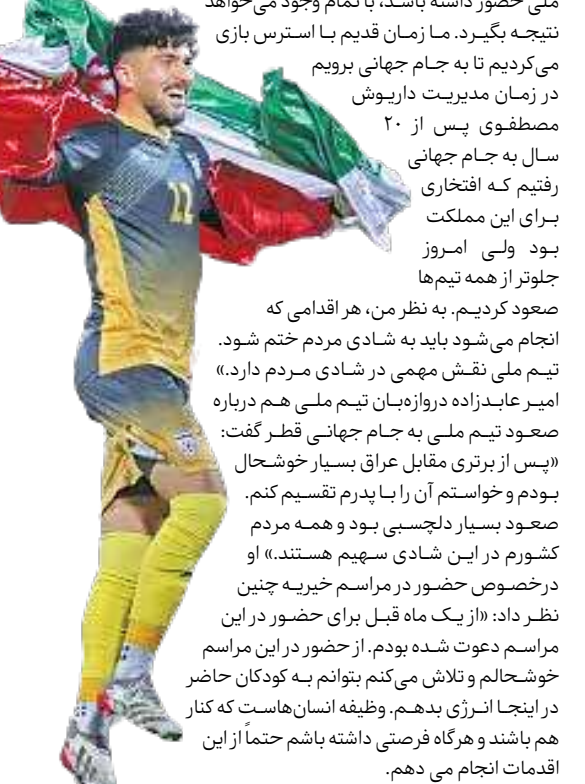 ملی حضور داشته باشد، با تمام وجود می‌خواهد
نتیجه بگیرد. ما زمان قدیم با استرس بازی
می‌کردیم تا به جام جهانی برویم
در زمان مدیریت داریوش
مصطفوی پس از ۲۰
سال به جام جهانی
رفتیم که افتخاری
برای این مملکت
بود ولی امروز
جلوتر از همه تیم‌ها
صعود کردیم. به نظر من، هر اقدامی که
انجام می‌شود باید به شادی مردم ختم شود.
تیم ملی نقش مهمی در شادی مردم دارد.»
امیر عابدزاده دروازه‌بان تیم ملی هم درباره
صعود تیم ملی به جام جهانی قطر گفت:
«پس از برتری مقابل عراق بسیار خوشحال
بودم و خواستم آن را با پدرم تقسیم کنم.
صعود بسیار دلچسبی بود و همه مردم
کشورم در این شادی سهیم هستند.» او
درخصوص حضور در مراسم خیریه چنین
نظر داد: «از یک ماه قبل برای حضور در این
مراسم دعوت شده بودم. از حضور در این مراسم
خوشحالم و تلاش می‌کنم بتوانم به کودکان حاضر
در اینجا انرژی بدهم. وظیفه انسان‌هاست که کنار
هم باشند و هرگاه فرصتی داشته باشم حتماً از این
اقدمات انجام می دهم.
22